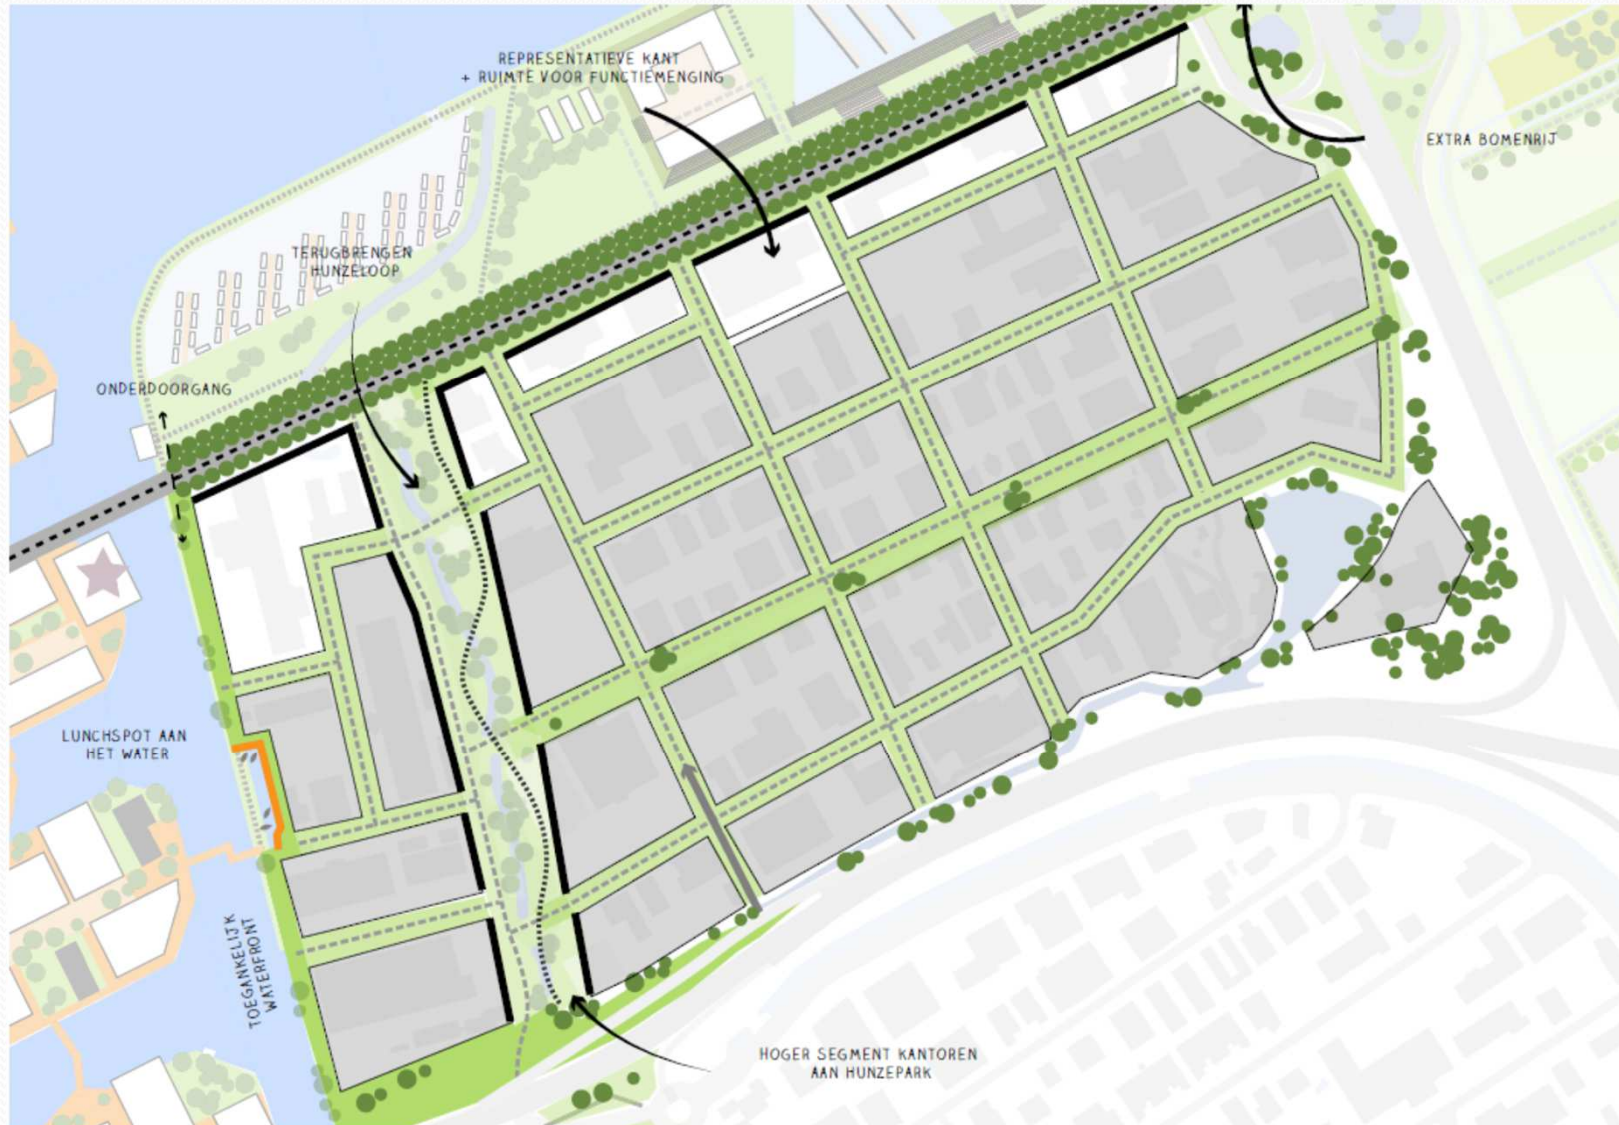 REPRESENTATIEVE KANT
+ RUIMTE VOOR FUNCTIEMENGING
EXTRA BOMENRIJ
TERUGBRENGEN
HUNZELOOP
ONDERDOORGANG
LUNCHSPOT AAN
HET WATER
TOEGANKELIJK
WATERFRONT
HOGER SEGMENT KANTOREN
AAN HUNZEPARK